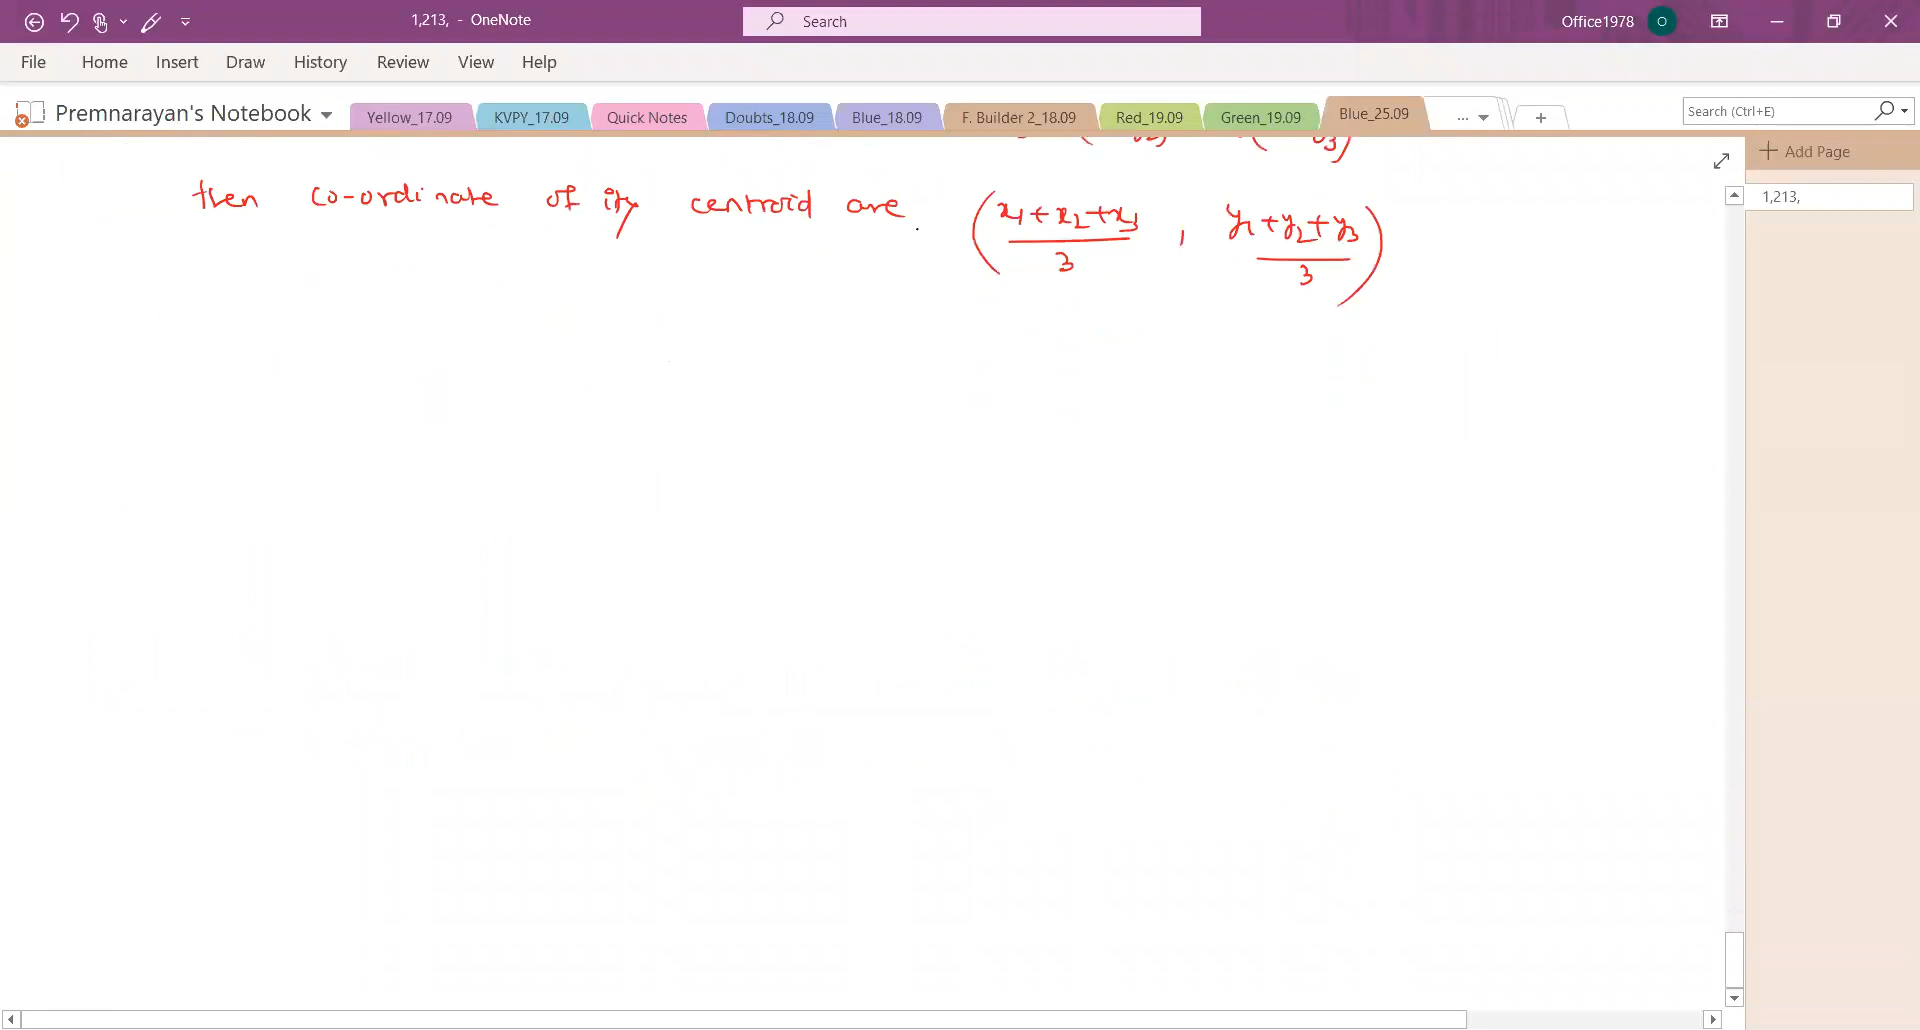 1,213, - OneNote
Search
Office1978
O
File Home Insert Draw History Review View Help
Premnarayan's Notebook
Yellow_17.09
KVPY_17.09
Quick Notes
Doubts_18.09
Blue_18.09
F. Builder 2_18.09
Red_19.09
Green_19.09
Blue_25.09
...
Search (Ctrl+E)
Add Page
1,213,
then co-ordinate of its centroid are (x₁+x₂+x₃/3 , y₁+y₂+y₃/3)